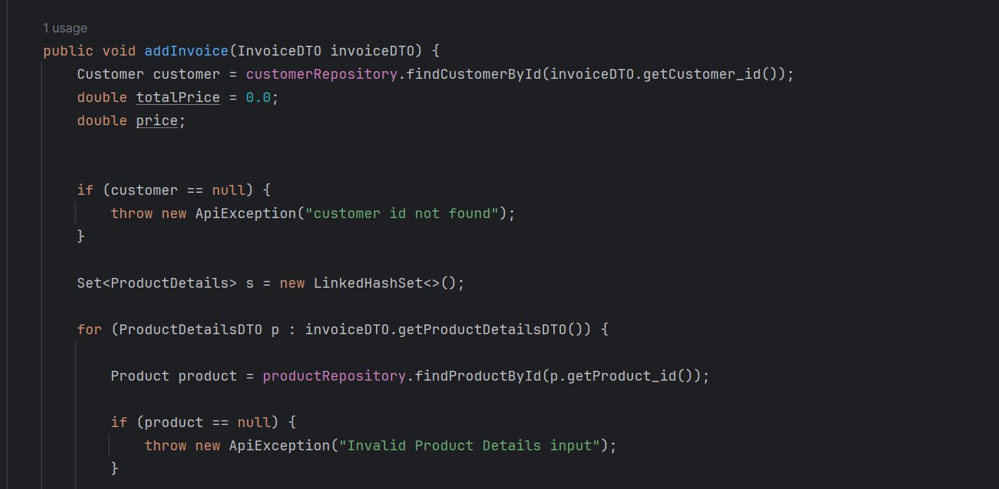 1 usage
public void addInvoice(InvoiceDTO invoiceDTO) {
Customer customer = customerRepository.findCustomerById(invoiceDTO.getCustomer_id());
double totalPrice = 0.0;
double price;
if (customer == null) {
throw new ApiException("customer id not found");
}
Set<ProductDetails> s = new LinkedHashSet<>();
for (ProductDetailsDTO p : invoiceDTO.getProductDetailsDTO()) {
Product product = productRepository.findProductById(p.getProduct_id());
if (product == null) {
throw new ApiException("Invalid Product Details input");
}